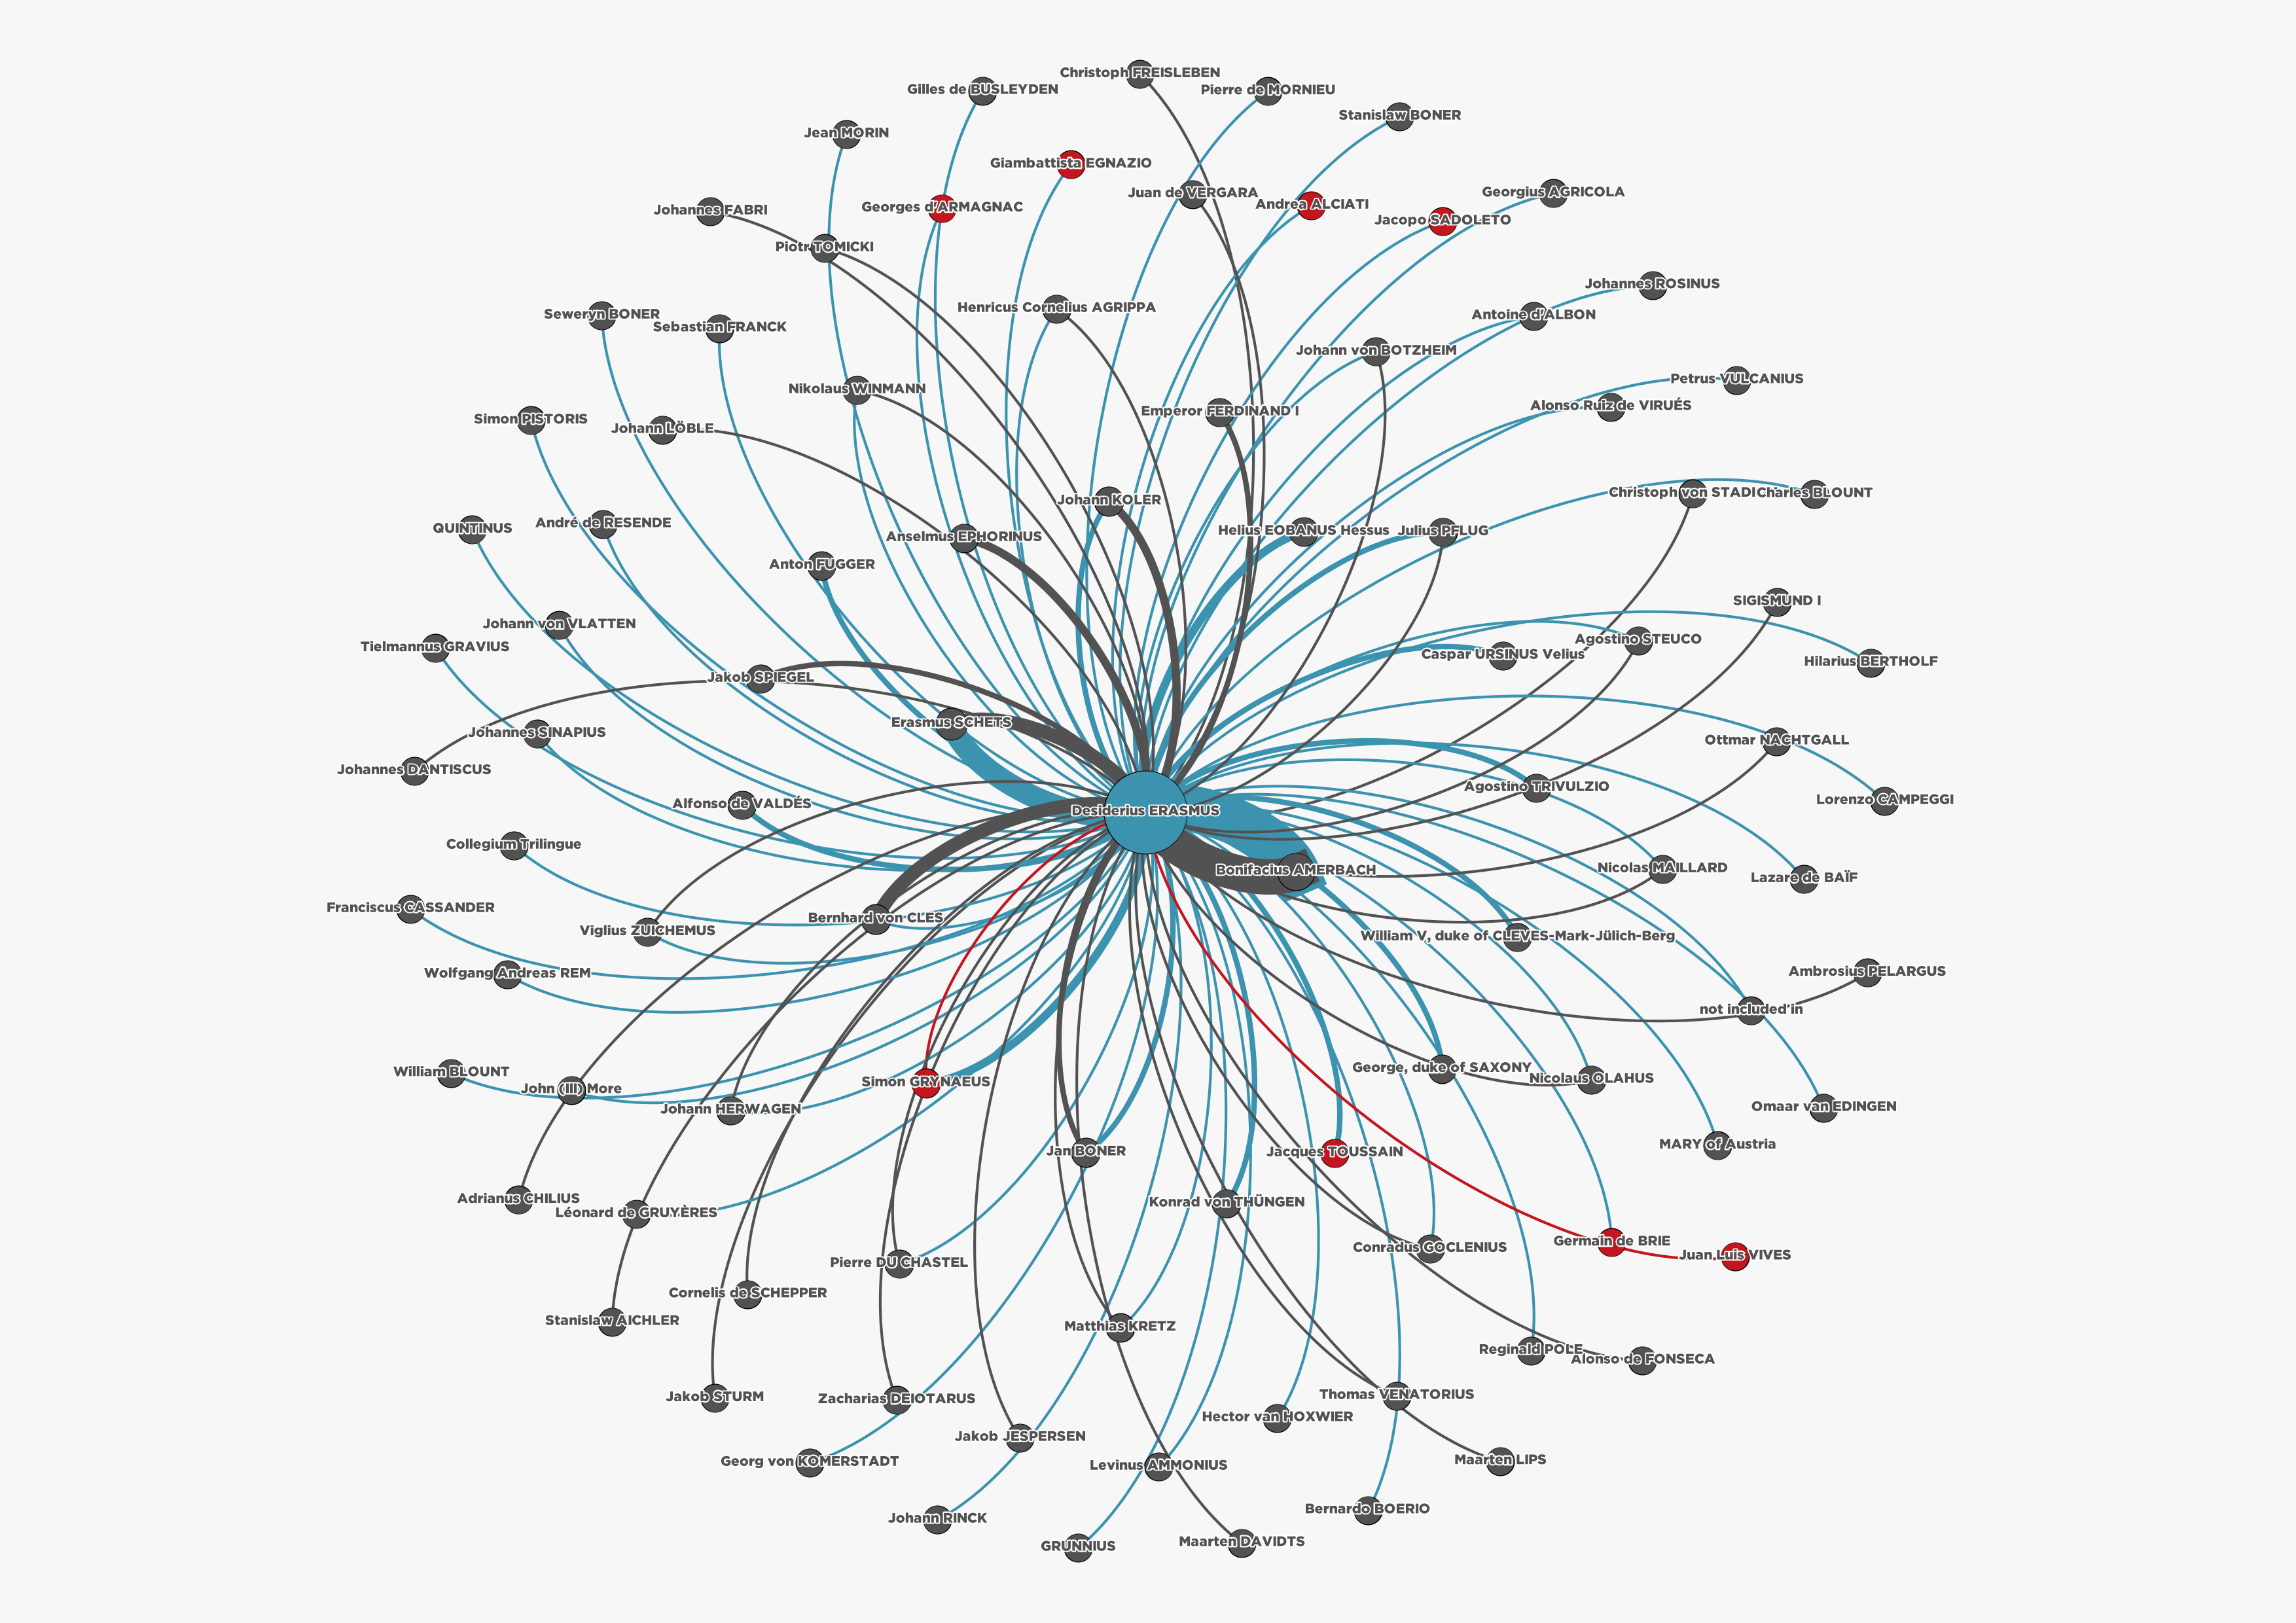 Christoph FREISLEBEN
Gilles de BUSLEYDEN
Pierre de MORNIEU
Stanislaw BONER
Jean MORIN
Giambattista EGNAZIO
Juan de VERGARA
Georgius AGRICOLA
Andrea ALCIATI
Georges d'ARMAGNAC
Johannes FABRI
Jacopo SADOLETO
Piotr TOMICKI
Johannes ROSINUS
Henricus Cornelius AGRIPPA
Seweryn BONER
Antoine d'ALBON
Sebastian FRANCK
Johann von BOTZHEIM
Petrus VULCANIUS
Nikolaus WINMANN
Alonso Ruiz de VIRUÉS
Emperor FERDINAND I
Simon PISTORIS
Johann LÖBLE
Christoph von STADI
Charles BLOUNT
Johann KOLER
André de RESENDE
QUINTINUS
Helius EOBANUS Hessus
Julius PFLUG
Anselmus EPHORINUS
Anton FUGGER
SIGISMUND I
Johann von VLATTEN
Agostino STEUCO
Tielmannus GRAVIUS
Caspar URSINUS Velius
Hilarius BERTHOLF
Jakob SPIEGEL
Erasmus SCHETS
Johannes SINAPIUS
Ottmar NACHTGALL
Johannes DANTISCUS
Agostino TRIVULZIO
Lorenzo CAMPEGGI
Alfonso de VALDÉS
Desiderius ERASMUS
Collegium Trilingue
Nicolas MAILLARD
Bonifacius AMERBACH
Lazare de BAÏF
Franciscus CASSANDER
Bernhard von CLES
Viglius ZUICHEMUS
William V, duke of CLEVES-Mark-Jülich-Berg
Ambrosius PELARGUS
Wolfgang Andreas REM
not included in
George, duke of SAXONY
William BLOUNT
Nicolaus OLAHUS
Simon GRYNAEUS
John (III) More
Omaar van EDINGEN
Johann HERWAGEN
MARY of Austria
Jan BONER
Jacques TOUSSAIN
Adrianus CHILIUS
Konrad von THÜNGEN
Léonard de GRUYÈRES
Germain de BRIE
Conradus GOCLENIUS
Juan Luis VIVES
Pierre DU CHASTEL
Cornelis de SCHEPPER
Stanislaw AICHLER
Matthias KRETZ
Reginald POLE
Alonso de FONSECA
Thomas VENATORIUS
Jakob STURM
Zacharias DEIOTARUS
Hector van HOXWIER
Jakob JESPERSEN
Maarten LIPS
Georg von KOMERSTADT
Levinus AMMONIUS
Bernardo BOERIO
Johann RINCK
Maarten DAVIDTS
GRUNNIUS